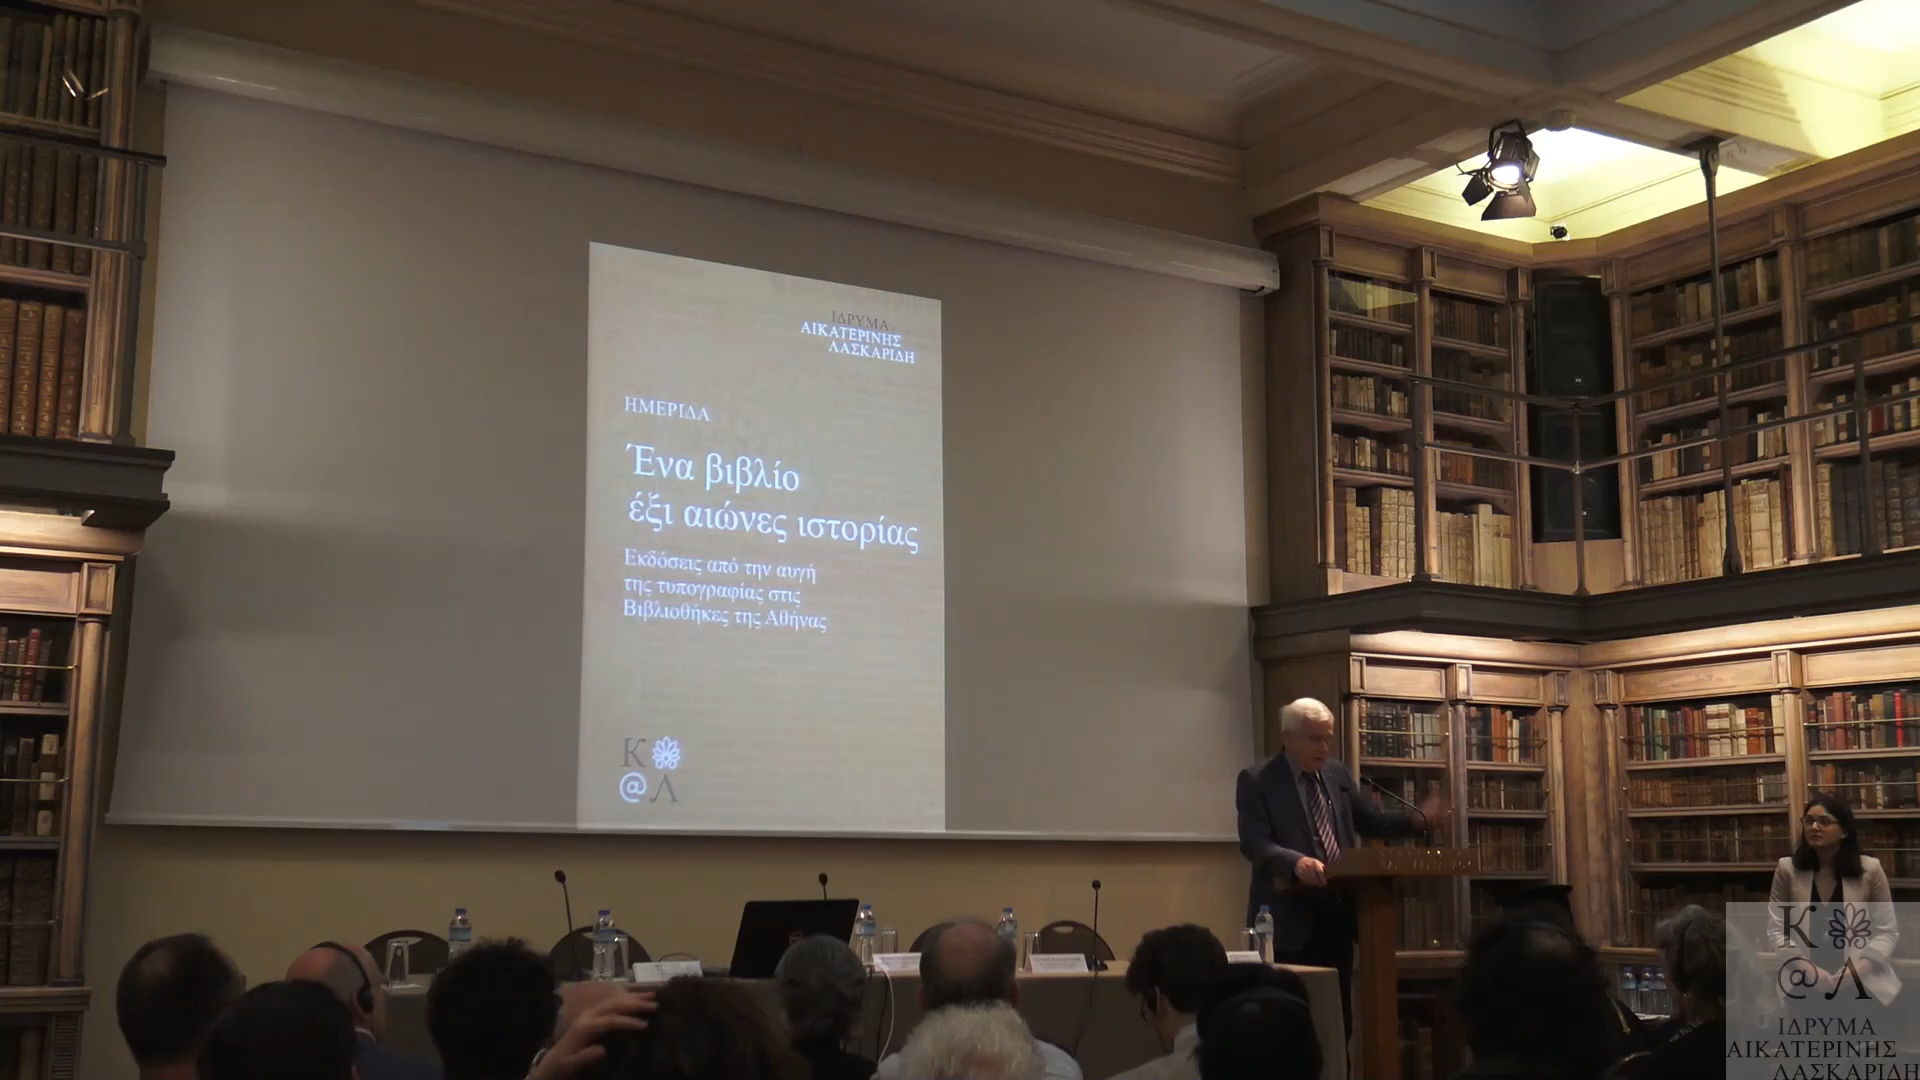 ΙΔΡΥΜΑ
ΑΙΚΑΤΕΡΙΝΗΣ
ΛΑΣΚΑΡΙΔΗ
ΗΜΕΡΙΔΑ
Ένα βιβλίο
έξι αιώνες ιστορίας
Εκδόσεις από την αυγή
της τυπογραφίας στις
Βιβλιοθήκες της Αθήνας
Κ
@ Λ
Κ
@ Λ
ΙΔΡΥΜΑ
ΑΙΚΑΤΕΡΙΝΗΣ
ΛΑΣΚΑΡΙΔΗ